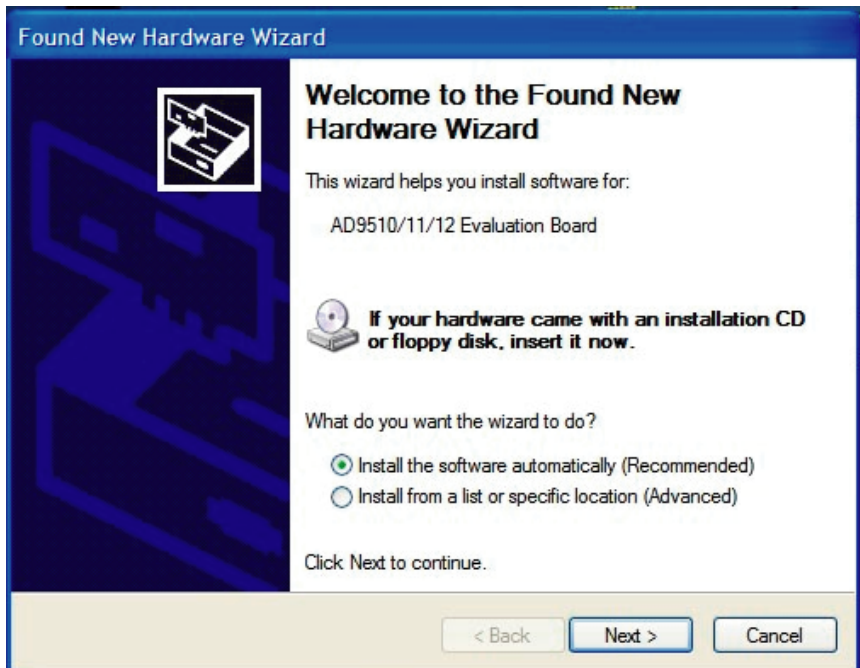 Found New Hardware Wizard
Welcome to the Found New
Hardware Wizard
This wizard helps you install software for:
AD9510/11/12 Evaluation Board
If your hardware came with an installation CD
or floppy disk, insert it now.
What do you want the wizard to do?
Install the software automatically (Recommended)
Install from a list or specific location (Advanced)
Click Next to continue.
< Back Next > Cancel